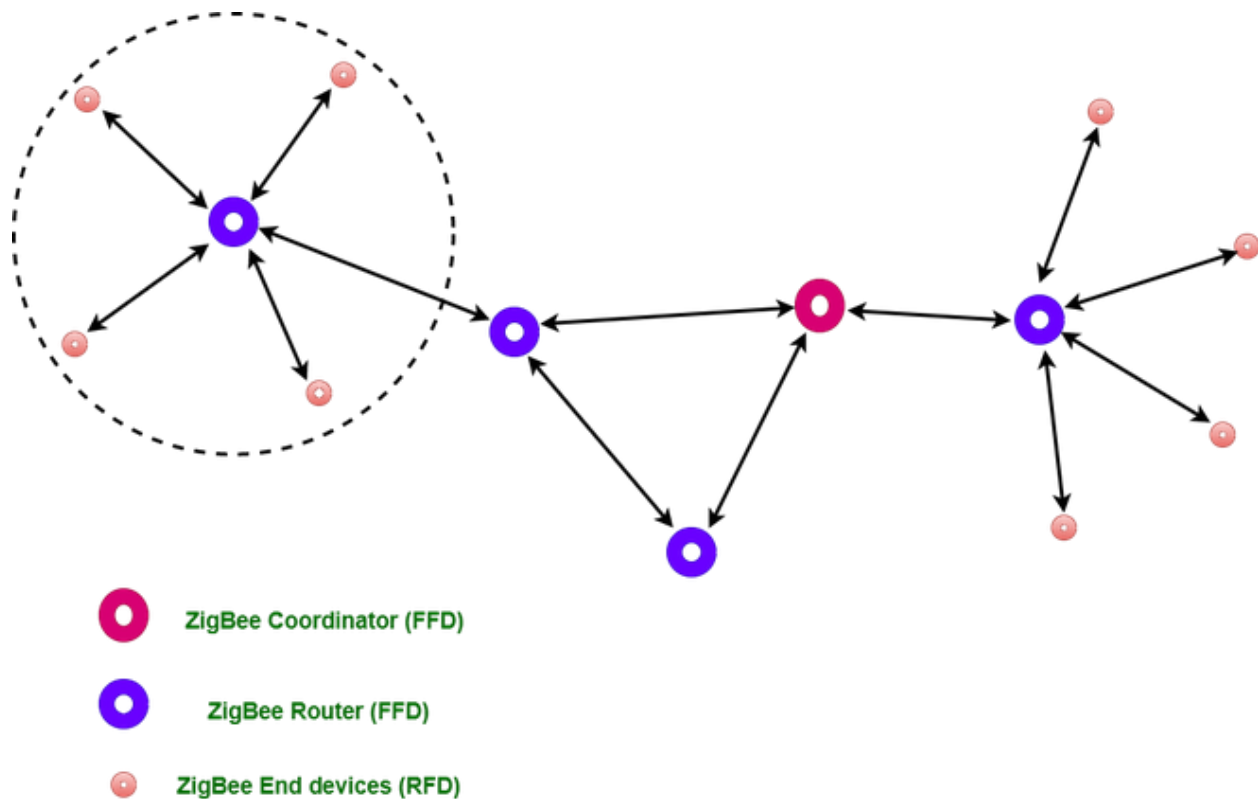 ZigBee Coordinator (FFD)
ZigBee Router (FFD)
ZigBee End devices (RFD)